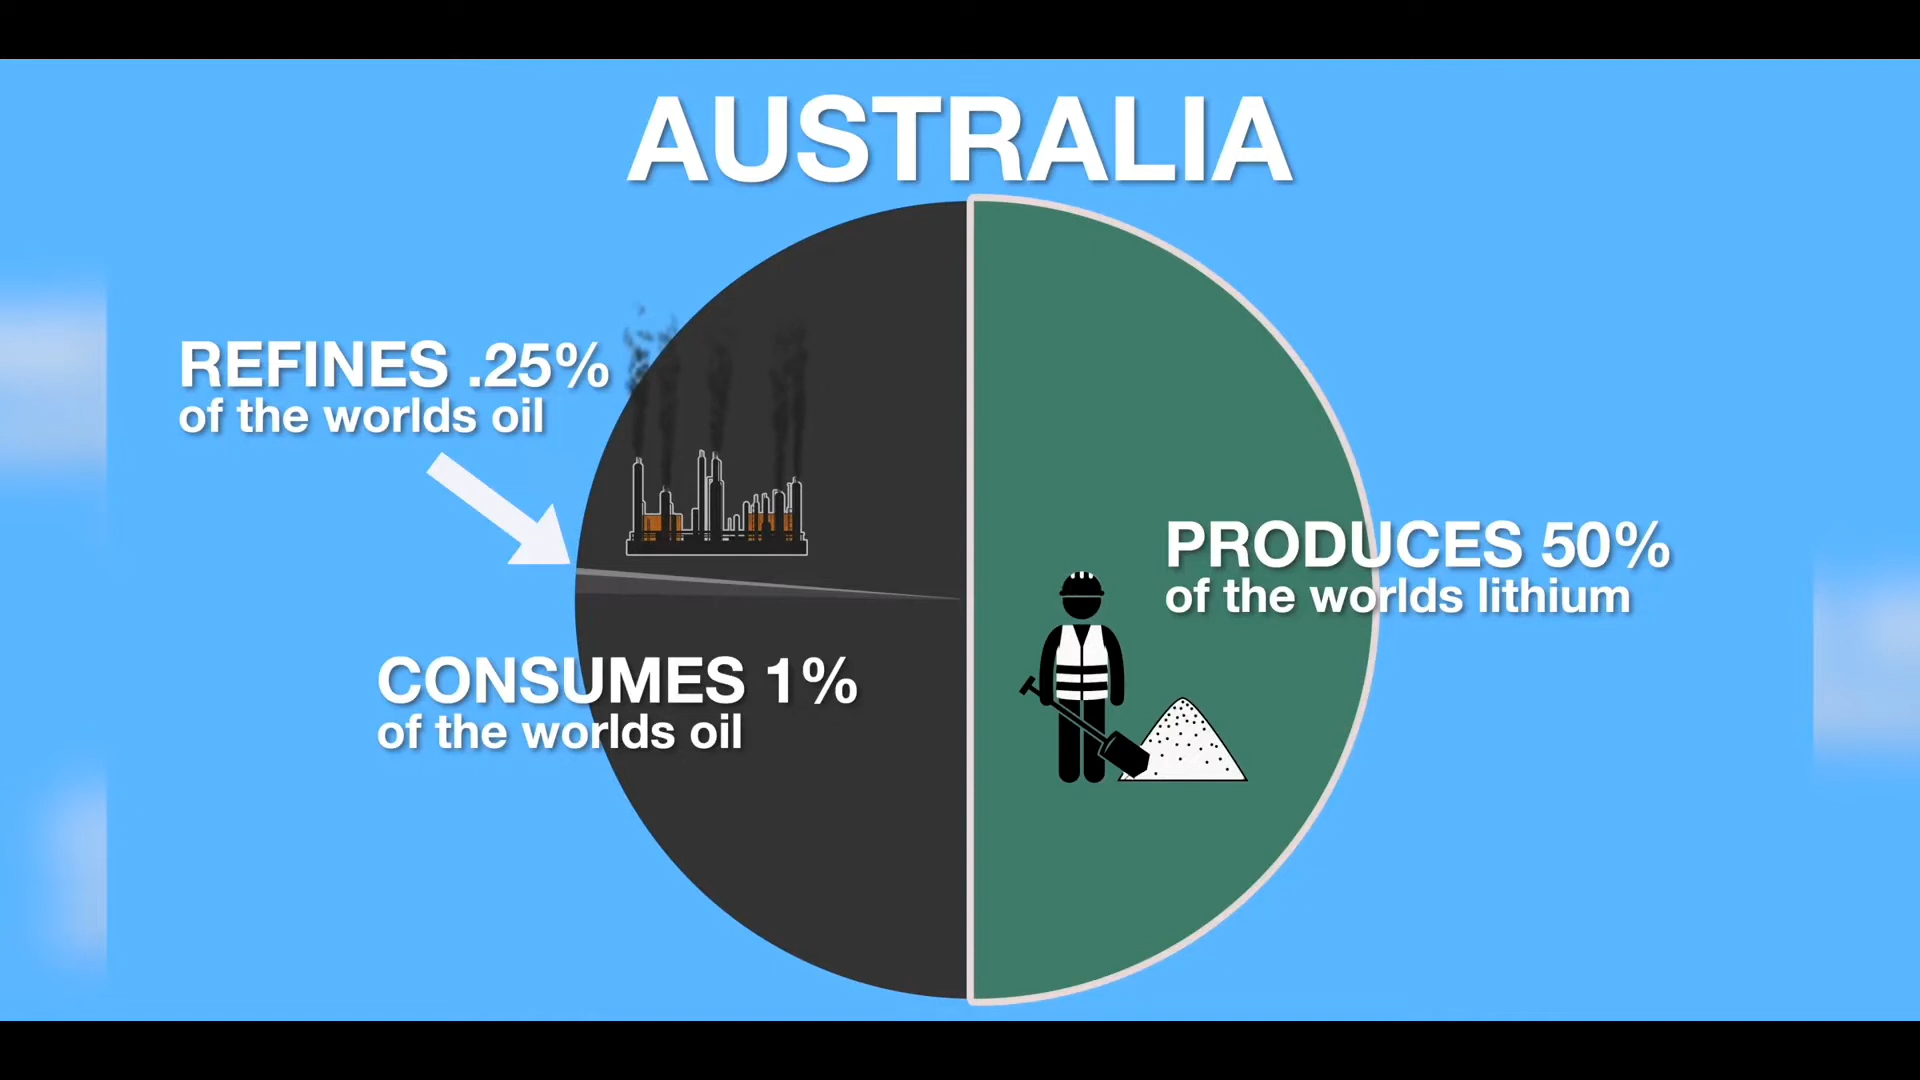 AUSTRALIA
REFINES .25%
of the worlds oil
PRODUCES 50%
of the worlds lithium
CONSUMES 1%
of the worlds oil